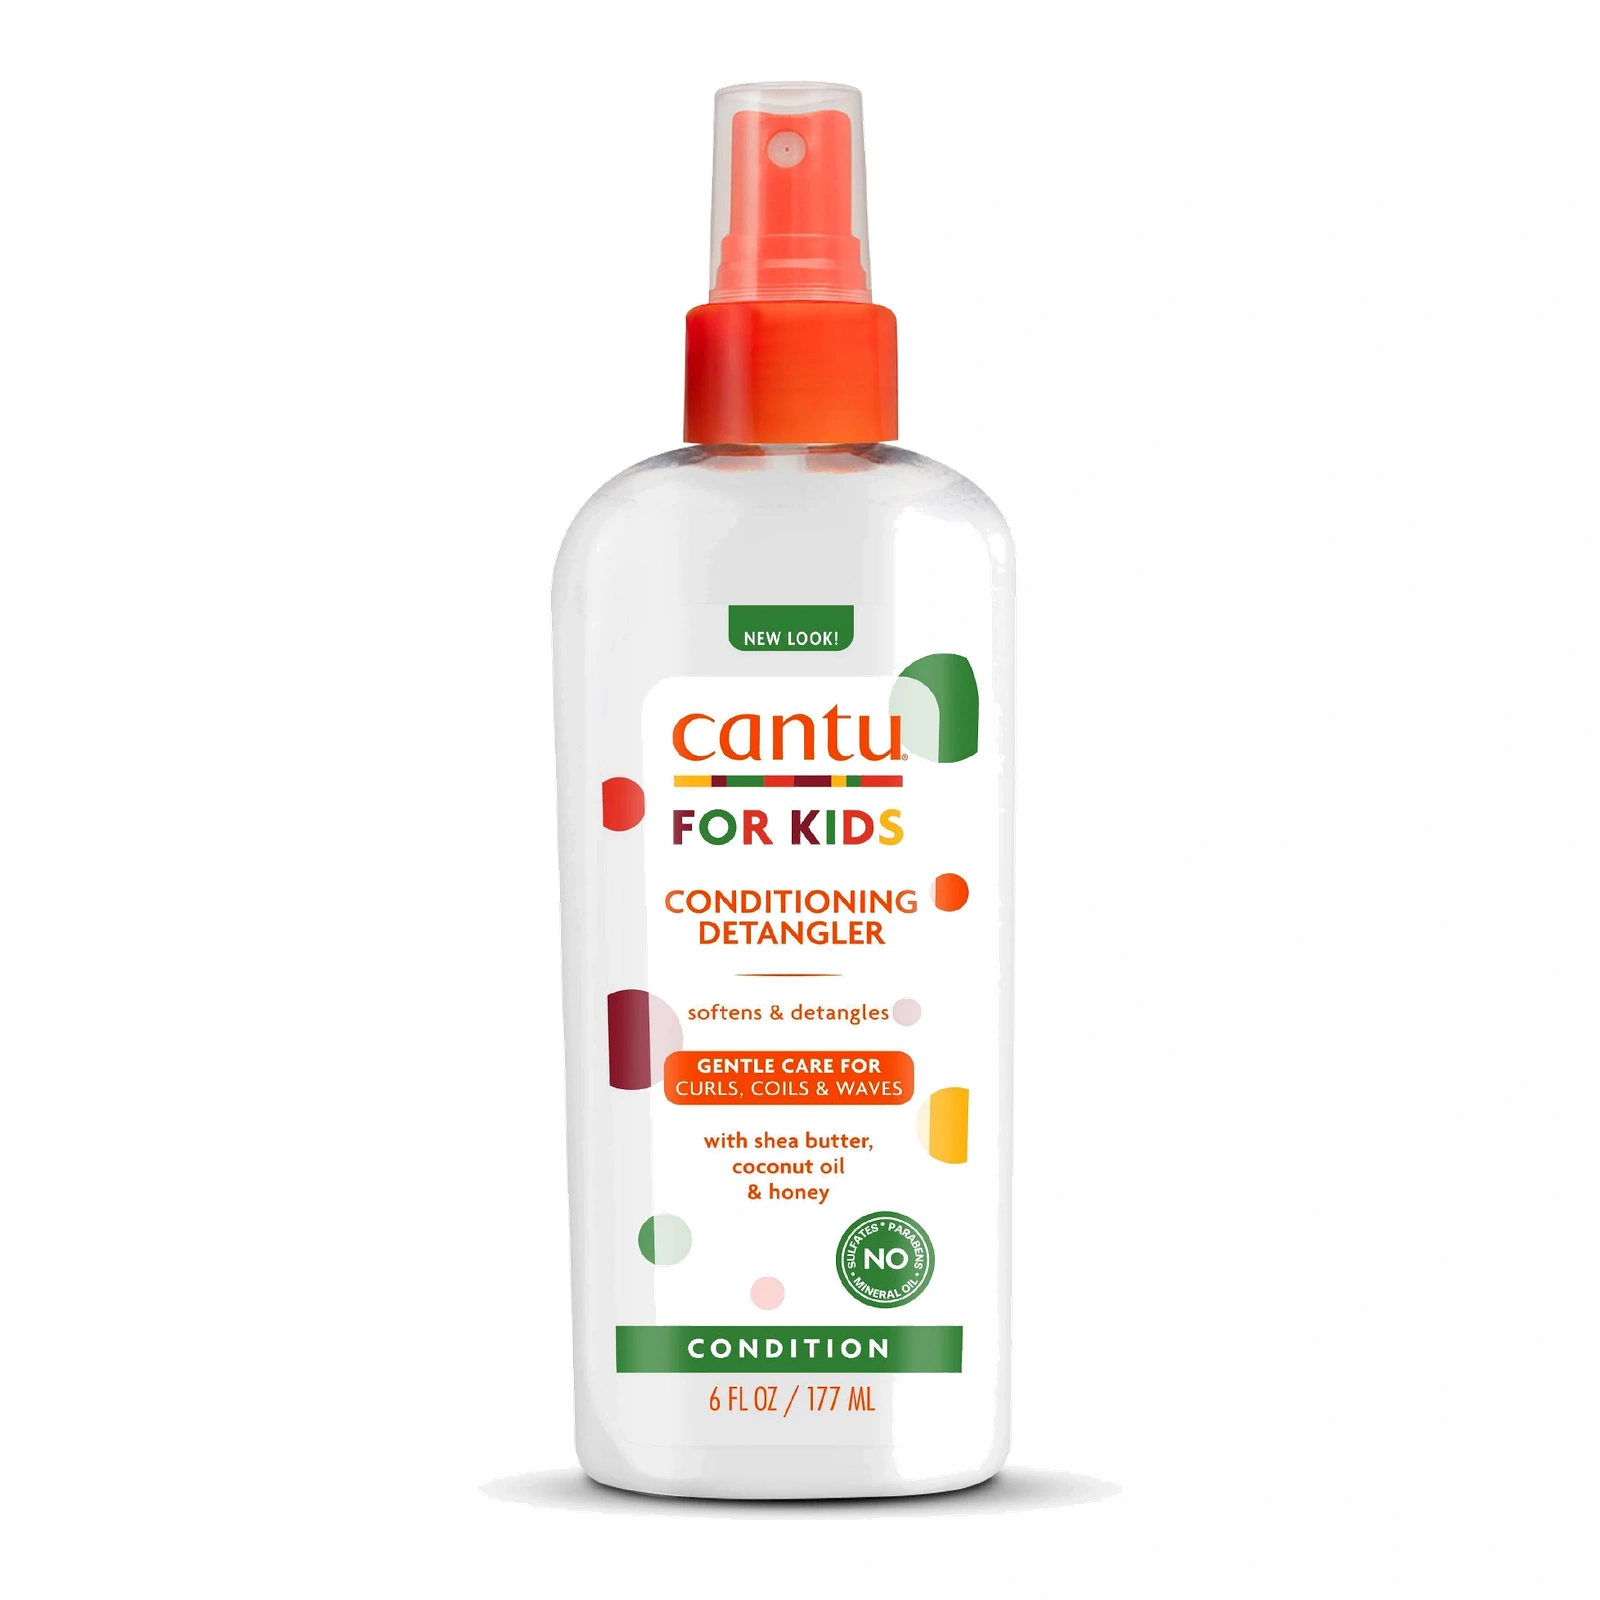 NEW LOOK!
cantu®
FOR KIDS
CONDITIONING
DETANGLER
softens & detangles
GENTLE CARE FOR
CURLS, COILS & WAVES
with shea butter,
coconut oil
& honey
SULFATES • PARABENS • MINERAL OIL •
NO
CONDITION
6 FL OZ / 177 ML